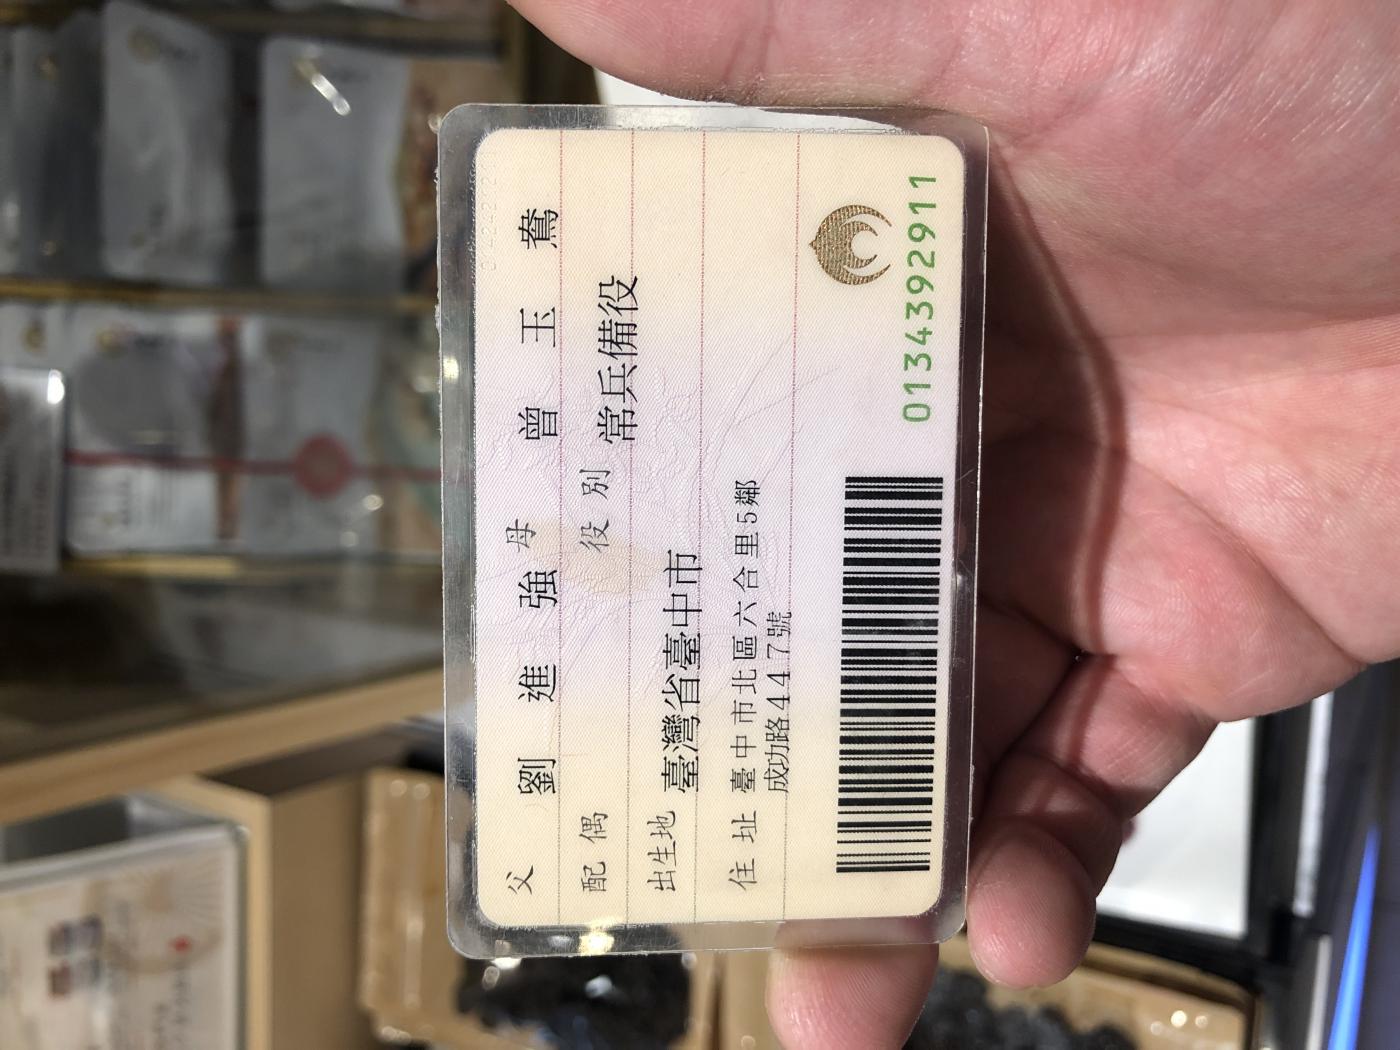 父 劉進強 母 曾玉鴦
配偶 役別 常兵備役
出生地 臺灣省臺中市
住址 臺中市北區六合里5鄰
成功路447號
0134392911